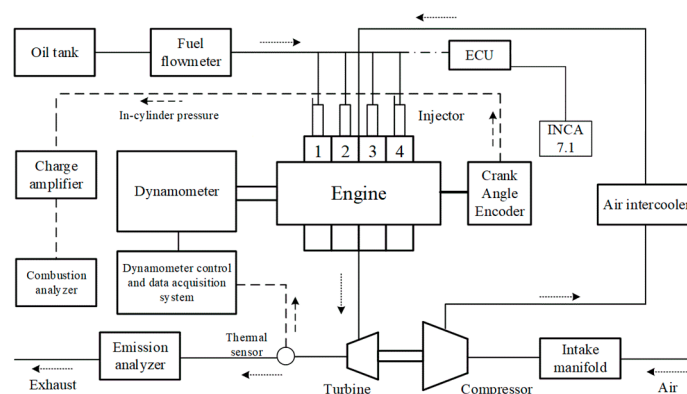 Oil tank
Fuel
flowmeter
ECU
In-cylinder pressure
Injector
INCA
7.1
1 2 3 4
Charge
amplifier
Dynamometer
Engine
Crank
Angle
Encoder
Air intercooler
Combustion
analyzer
Dynamometer control
and data acquisition
system
Thermal
sensor
Emission
analyzer
Intake
manifold
Exhaust
Turbine
Compressor
Air